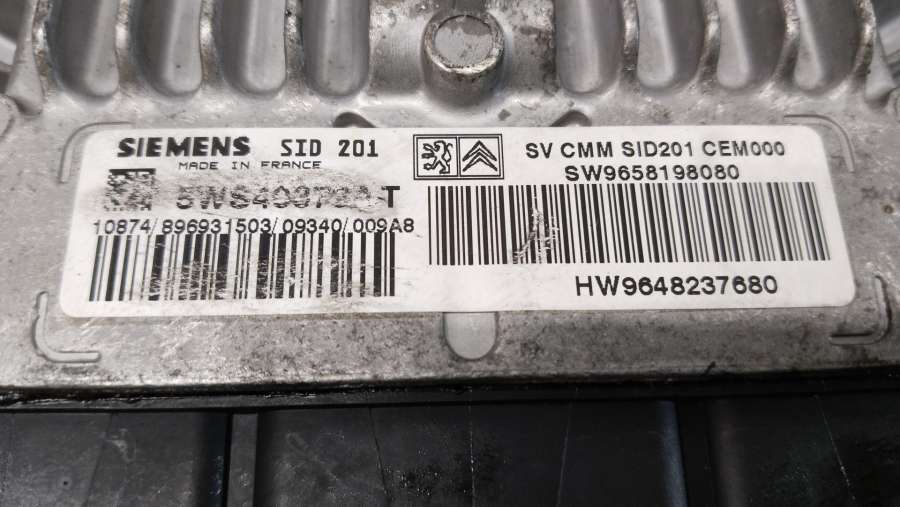 SIEMENS SID 201
MADE IN FRANCE
10874/896931503/09340/009A8
SV CMM SID201 CEM000
SW9658198080
HW9648237680